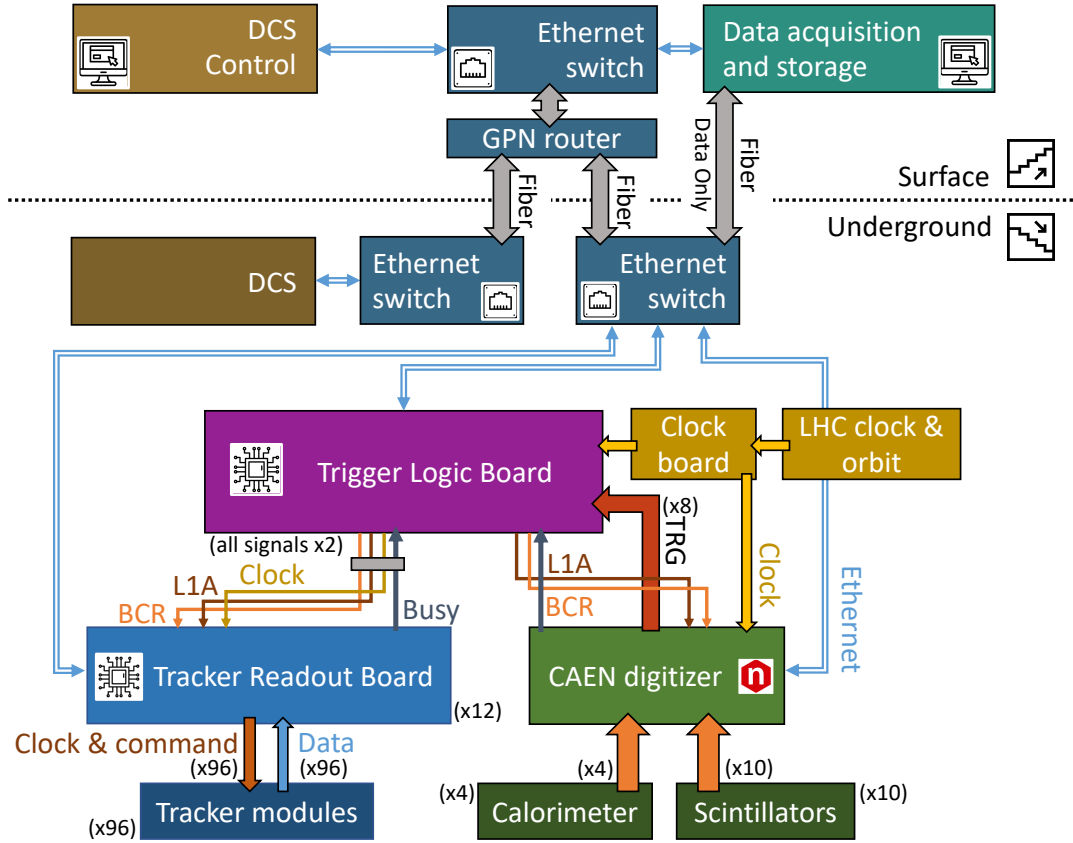 DCS
Control
Ethernet
switch
Data acquisition
and storage
GPN router
Fiber
Fiber
Data Only
Fiber
Surface
Underground
DCS
Ethernet
switch
Ethernet
switch
Trigger Logic Board
Clock
board
LHC clock &
orbit
(all signals x2)
(x8)
TRG
L1A
Clock
BCR
Busy
L1A
BCR
Clock
Ethernet
Tracker Readout Board
(x12)
CAEN digitizer
n
Clock & command
(x96)
Data
(x96)
(x4)
(x10)
(x96)
Tracker modules
(x4)
Calorimeter
Scintillators
(x10)